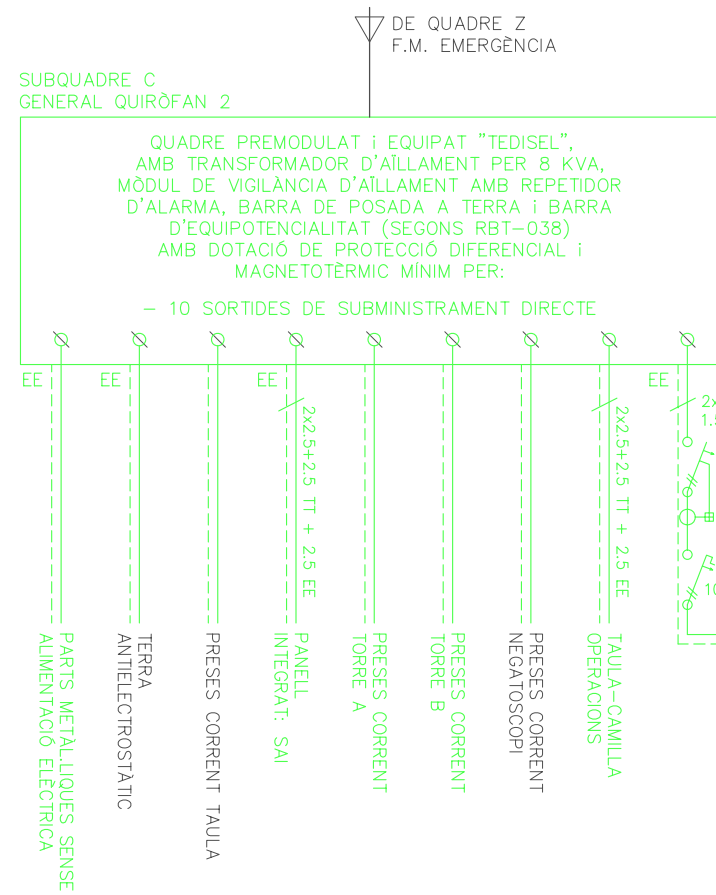 DE QUADRE Z
F.M. EMERGÈNCIA
SUBQUADRE C
GENERAL QUIRÒFAN 2
QUADRE PREMODULAT i EQUIPAT "TEDISEL",
AMB TRANSFORMADOR D'AÏLLAMENT PER 8 KVA,
MÒDUL DE VIGILÀNCIA D'AÏLLAMENT AMB REPETIDOR
D'ALARMA, BARRA DE POSADA A TERRA i BARRA
D'EQUIPOTENCIALITAT (SEGONS RBT-038)
AMB DOTACIÓ DE PROTECCIÓ DIFERENCIAL i
MAGNETOTÈRMIC MÍNIM PER:
- 10 SORTIDES DE SUBMINISTRAMENT DIRECTE
EE
EE
EE
EE
2x2.5+2.5 TT + 2.5 EE
2x2.5+2.5 TT + 2.5 EE
2x
1.5
10
PARTS METÀL.LIQUES SENSE
ALIMENTACIÓ ELÈCTRICA
TERRA
ANTIELECTROSTÀTIC
PRESES CORRENT TAULA
PANELL
INTEGRAT: SAI
PRESES CORRENT
TORRE A
PRESES CORRENT
TORRE B
PRESES CORRENT
NEGATOSCOPI
TAULA-CAMILLA
OPERACIONS